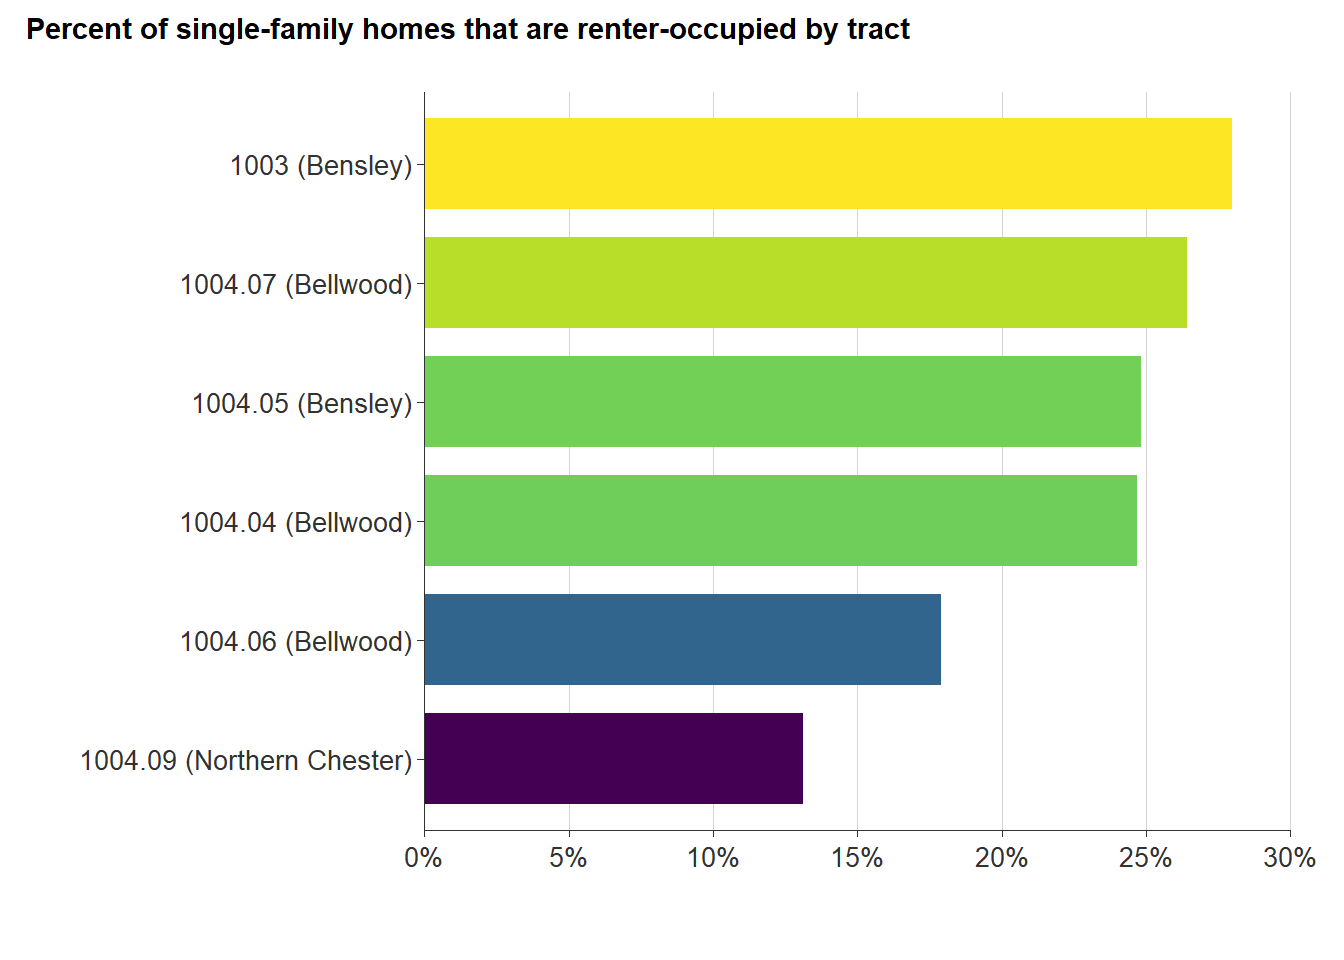 Percent of single-family homes that are renter-occupied by tract
1003 (Bensley)
1004.07 (Bellwood)
1004.05 (Bensley)
1004.04 (Bellwood)
1004.06 (Bellwood)
1004.09 (Northern Chester)
0% 5% 10% 15% 20% 25% 30%